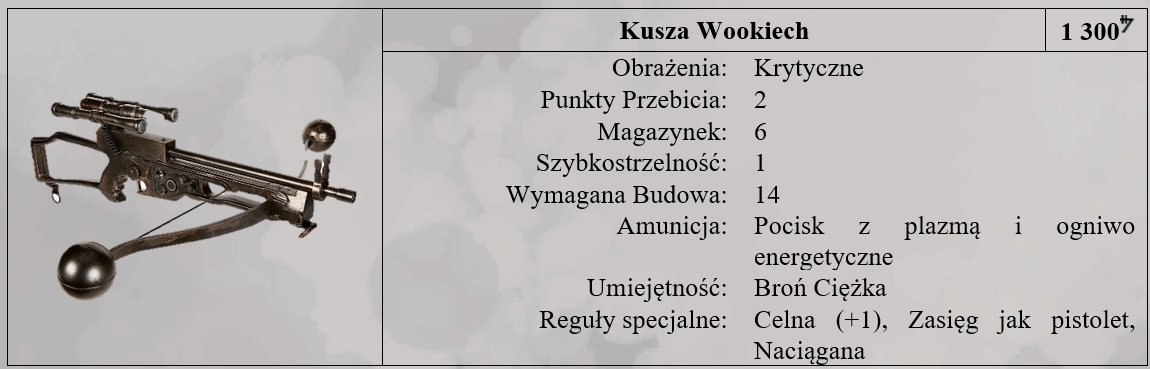 Kusza Wookiech
1 300
Obrażenia: Krytyczne
Punkty Przebicia: 2
Magazynek: 6
Szybkostrzelność: 1
Wymagana Budowa: 14
Amunicja: Pocisk z plazmą i ogniwo
energetyczne
Umiejętność: Broń Ciężka
Reguły specjalne: Celna (+1), Zasięg jak pistolet,
Naciągana